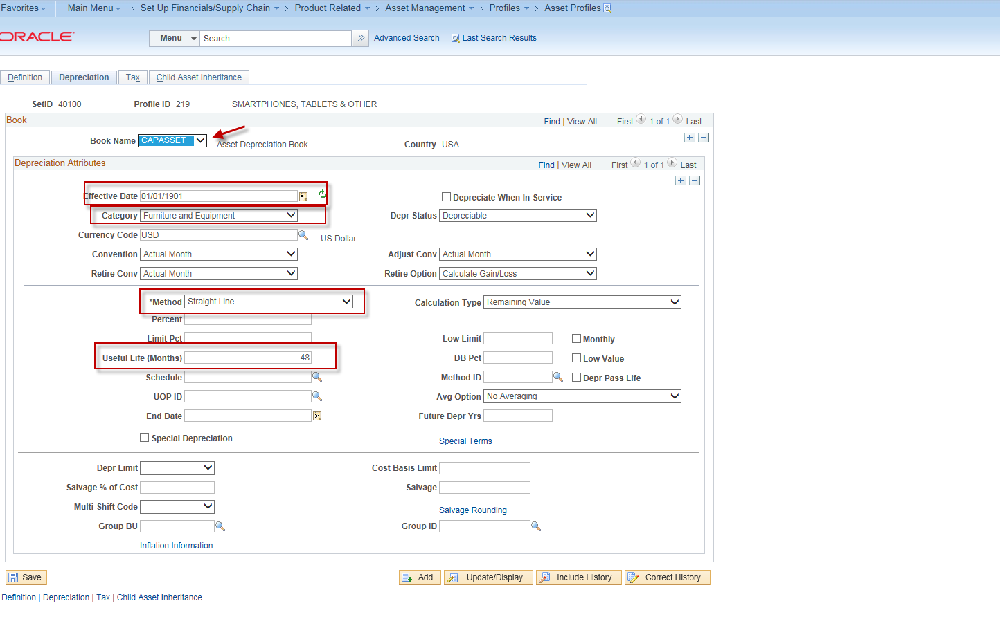 Favorites Main Menu > Set Up Financials/Supply Chain > Product Related > Asset Management > Profiles > Asset Profiles
ORACLE
Menu Search Advanced Search Last Search Results
Definition Depreciation Tax Child Asset Inheritance
SetID 40100 Profile ID 219 SMARTPHONES, TABLETS & OTHER
Book Find | View All First 1 of 1 Last
Book Name CAPASSET Asset Depreciation Book Country USA
Depreciation Attributes Find | View All First 1 of 1 Last
Effective Date 01/01/1901 31 Depreciate When In Service
Category Furniture and Equipment Depr Status Depreciable
Currency Code USD US Dollar
Convention Actual Month Adjust Conv Actual Month
Retire Conv Actual Month Retire Option Calculate Gain/Loss
*Method Straight Line Calculation Type Remaining Value
Percent
Limit Pct Low Limit Monthly
Useful Life (Months) 48 DB Pct Low Value
Schedule Method ID Depr Pass Life
UOP ID Avg Option No Averaging
End Date 31 Future Depr Yrs
Special Depreciation Special Terms
Depr Limit Cost Basis Limit
Salvage % of Cost Salvage
Multi-Shift Code Salvage Rounding
Group BU Group ID
Inflation Information
Save Add Update/Display Include History Correct History
Definition | Depreciation | Tax | Child Asset Inheritance